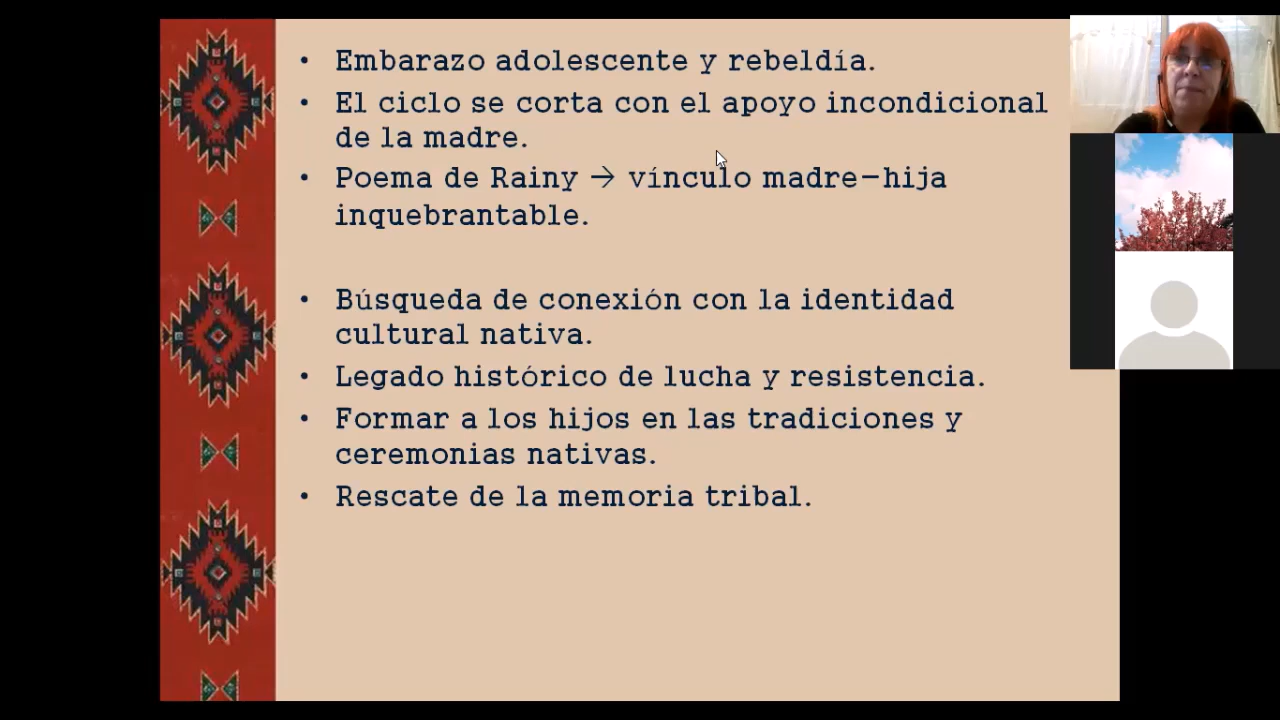 • Embarazo adolescente y rebeldía.
• El ciclo se corta con el apoyo incondicional
de la madre.
• Poema de Rainy → vínculo madre-hija
inquebrantable.
• Búsqueda de conexión con la identidad
cultural nativa.
• Legado histórico de lucha y resistencia.
• Formar a los hijos en las tradiciones y
ceremonias nativas.
• Rescate de la memoria tribal.